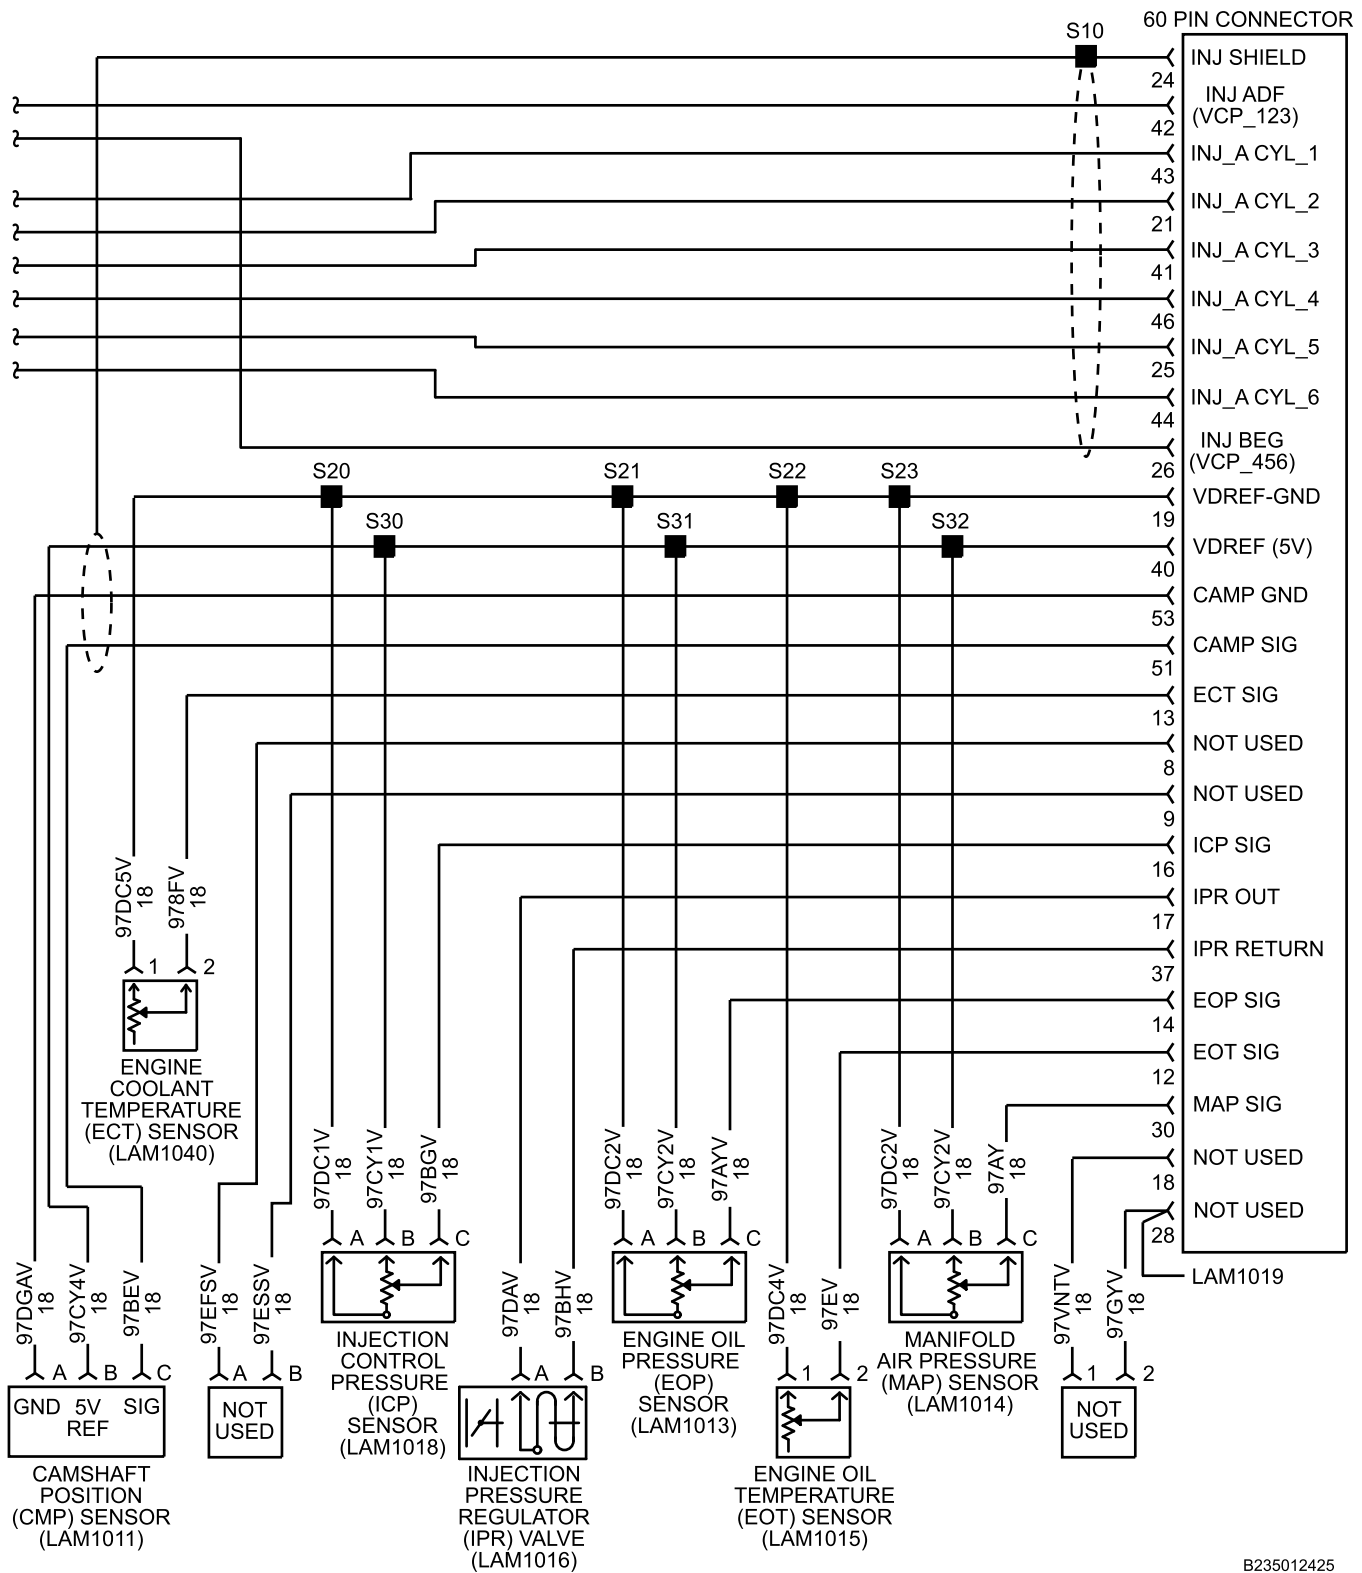 60 PIN CONNECTOR
S10
INJ SHIELD
24
INJ ADF
(VCP_123)
42
INJ_A CYL_1
43
INJ_A CYL_2
21
INJ_A CYL_3
41
INJ_A CYL_4
46
INJ_A CYL_5
25
INJ_A CYL_6
44
INJ BEG
(VCP_456)
26
S20
S21
S22
S23
VDREF-GND
19
S30
S31
S32
VDREF (5V)
40
CAMP GND
53
CAMP SIG
51
ECT SIG
13
NOT USED
8
NOT USED
9
ICP SIG
16
IPR OUT
17
IPR RETURN
37
EOP SIG
14
EOT SIG
12
MAP SIG
30
NOT USED
18
NOT USED
28
LAM1019
97DC5V
18
978FV
18
1
2
ENGINE
COOLANT
TEMPERATURE
(ECT) SENSOR
(LAM1040)
97DC1V
18
97CY1V
18
97BGV
18
A
B
C
INJECTION
CONTROL
PRESSURE
(ICP)
SENSOR
(LAM1018)
97DC2V
18
97CY2V
18
97AYV
18
A
B
C
ENGINE OIL
PRESSURE
(EOP)
SENSOR
(LAM1013)
97DC2V
18
97CY2V
18
97AY
18
A
B
C
MANIFOLD
AIR PRESSURE
(MAP) SENSOR
(LAM1014)
97DGAV
18
97CY4V
18
97BEV
18
A
B
C
GND
5V
REF
SIG
CAMSHAFT
POSITION
(CMP) SENSOR
(LAM1011)
97EFSV
18
97ESSV
18
A
B
NOT
USED
97DAV
18
97BHV
18
A
B
INJECTION
PRESSURE
REGULATOR
(IPR) VALVE
(LAM1016)
97DC4V
18
97EV
18
1
2
ENGINE OIL
TEMPERATURE
(EOT) SENSOR
(LAM1015)
97VNTV
18
97GYV
18
1
2
NOT
USED
B235012425